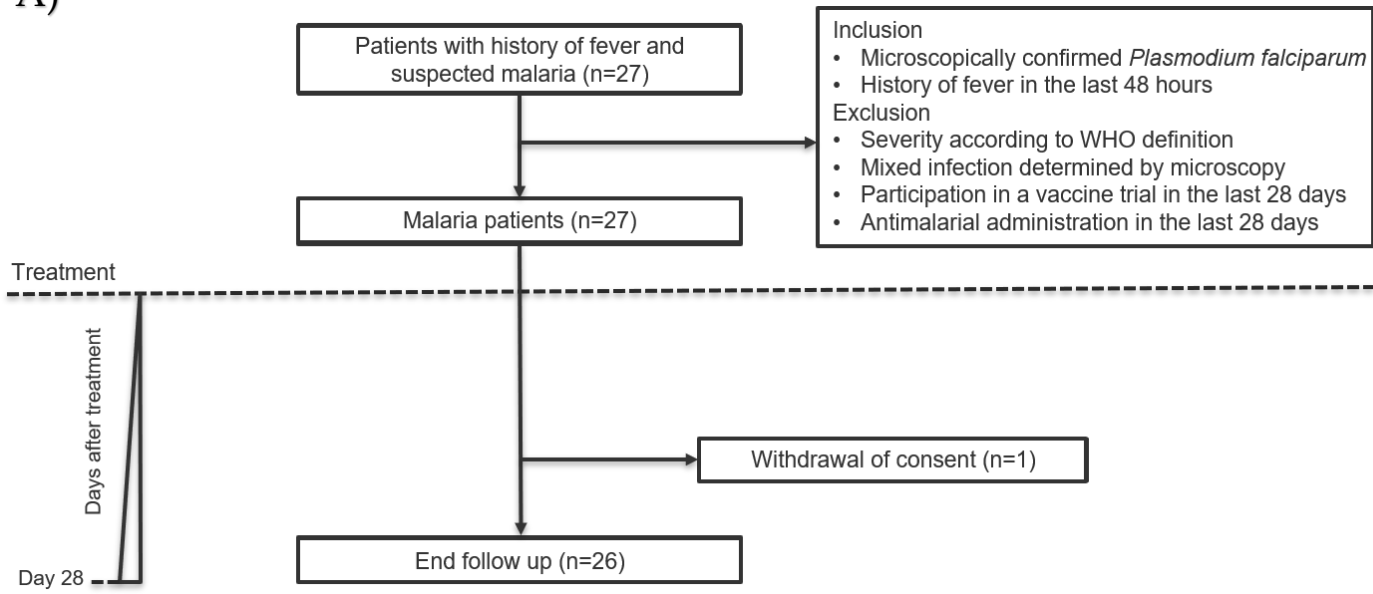 A)
Patients with history of fever and
suspected malaria (n=27)
Inclusion
• Microscopically confirmed Plasmodium falciparum
• History of fever in the last 48 hours
Exclusion
• Severity according to WHO definition
• Mixed infection determined by microscopy
• Participation in a vaccine trial in the last 28 days
• Antimalarial administration in the last 28 days
Malaria patients (n=27)
Treatment
Days after treatment
Withdrawal of consent (n=1)
End follow up (n=26)
Day 28